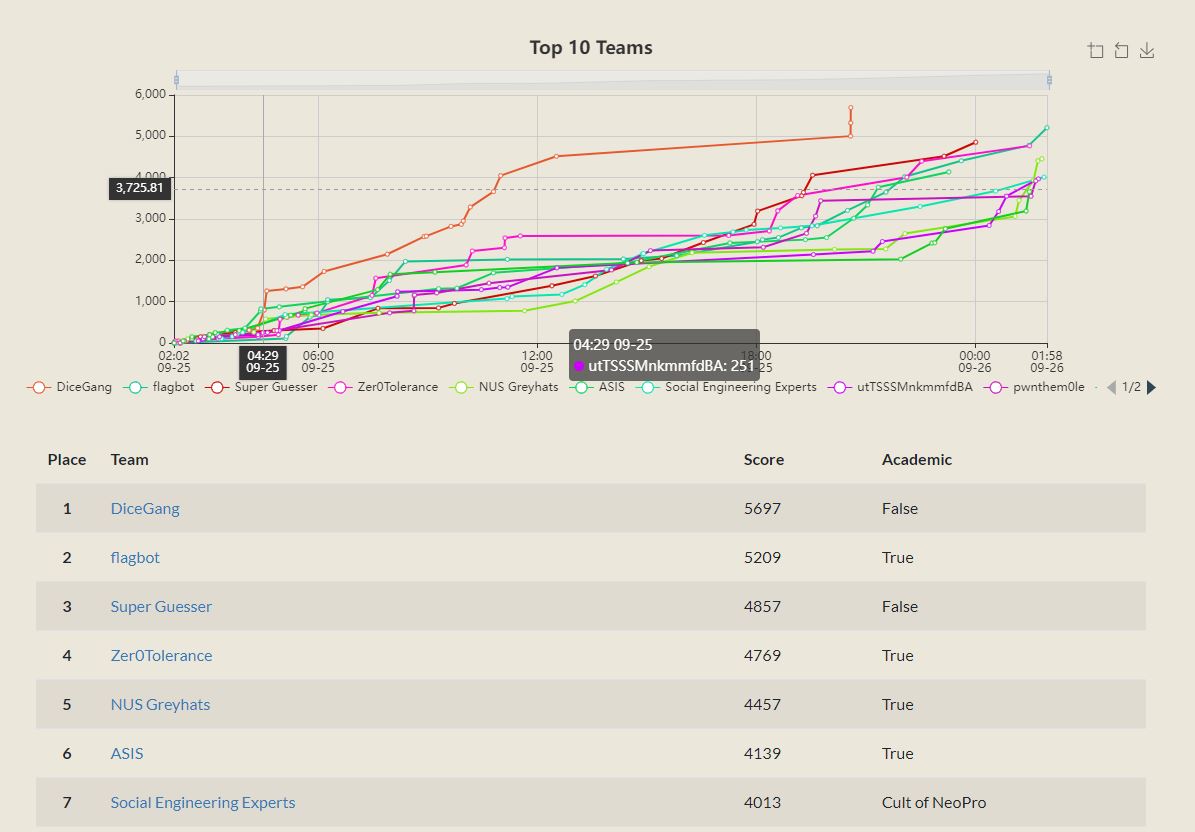 Top 10 Teams
6,000
5,000
4,000
3,725.81
3,000
2,000
1,000
0
04:29 09-25
utTSSSMnkmmfdBA: 251
02:02 04:29 06:00 12:00 18:00 00:00 01:58
09-25 09-25 09-25 09-25 09-26 09-26
DiceGang flagbot Super Guesser Zer0Tolerance NUS Greyhats ASIS Social Engineering Experts utTSSSMnkmmfdBA pwnthem0le 1/2
Place Team Score Academic
1 DiceGang 5697 False
2 flagbot 5209 True
3 Super Guesser 4857 False
4 Zer0Tolerance 4769 True
5 NUS Greyhats 4457 True
6 ASIS 4139 True
7 Social Engineering Experts 4013 Cult of NeoPro